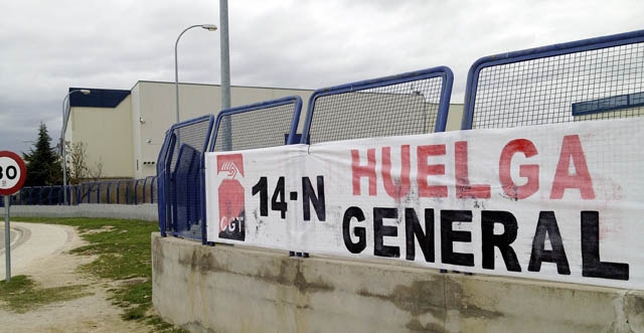 30
CGT
14-N
HUELGA
GENERAL